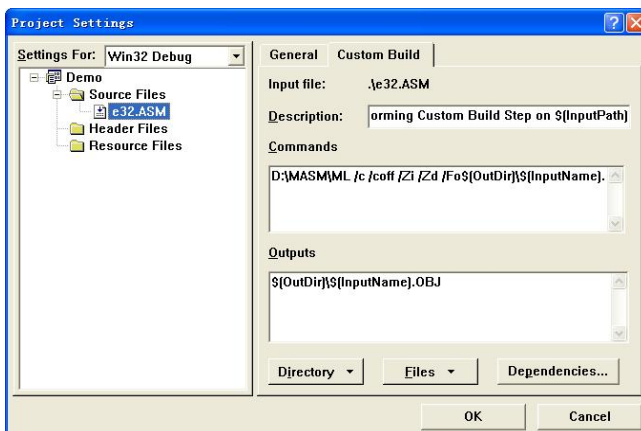 Project Settings
Settings For: Win32 Debug
Demo
Source Files
e32.ASM
Header Files
Resource Files
General Custom Build
Input file: .\e32.ASM
Description: orming Custom Build Step on $(InputPath)
Commands
D:\MASM\ML /c /coff /Zi /Zd /Fo$(OutDir)\$(InputName).
Outputs
$(OutDir)\$(InputName).OBJ
Directory Files Dependencies...
OK Cancel